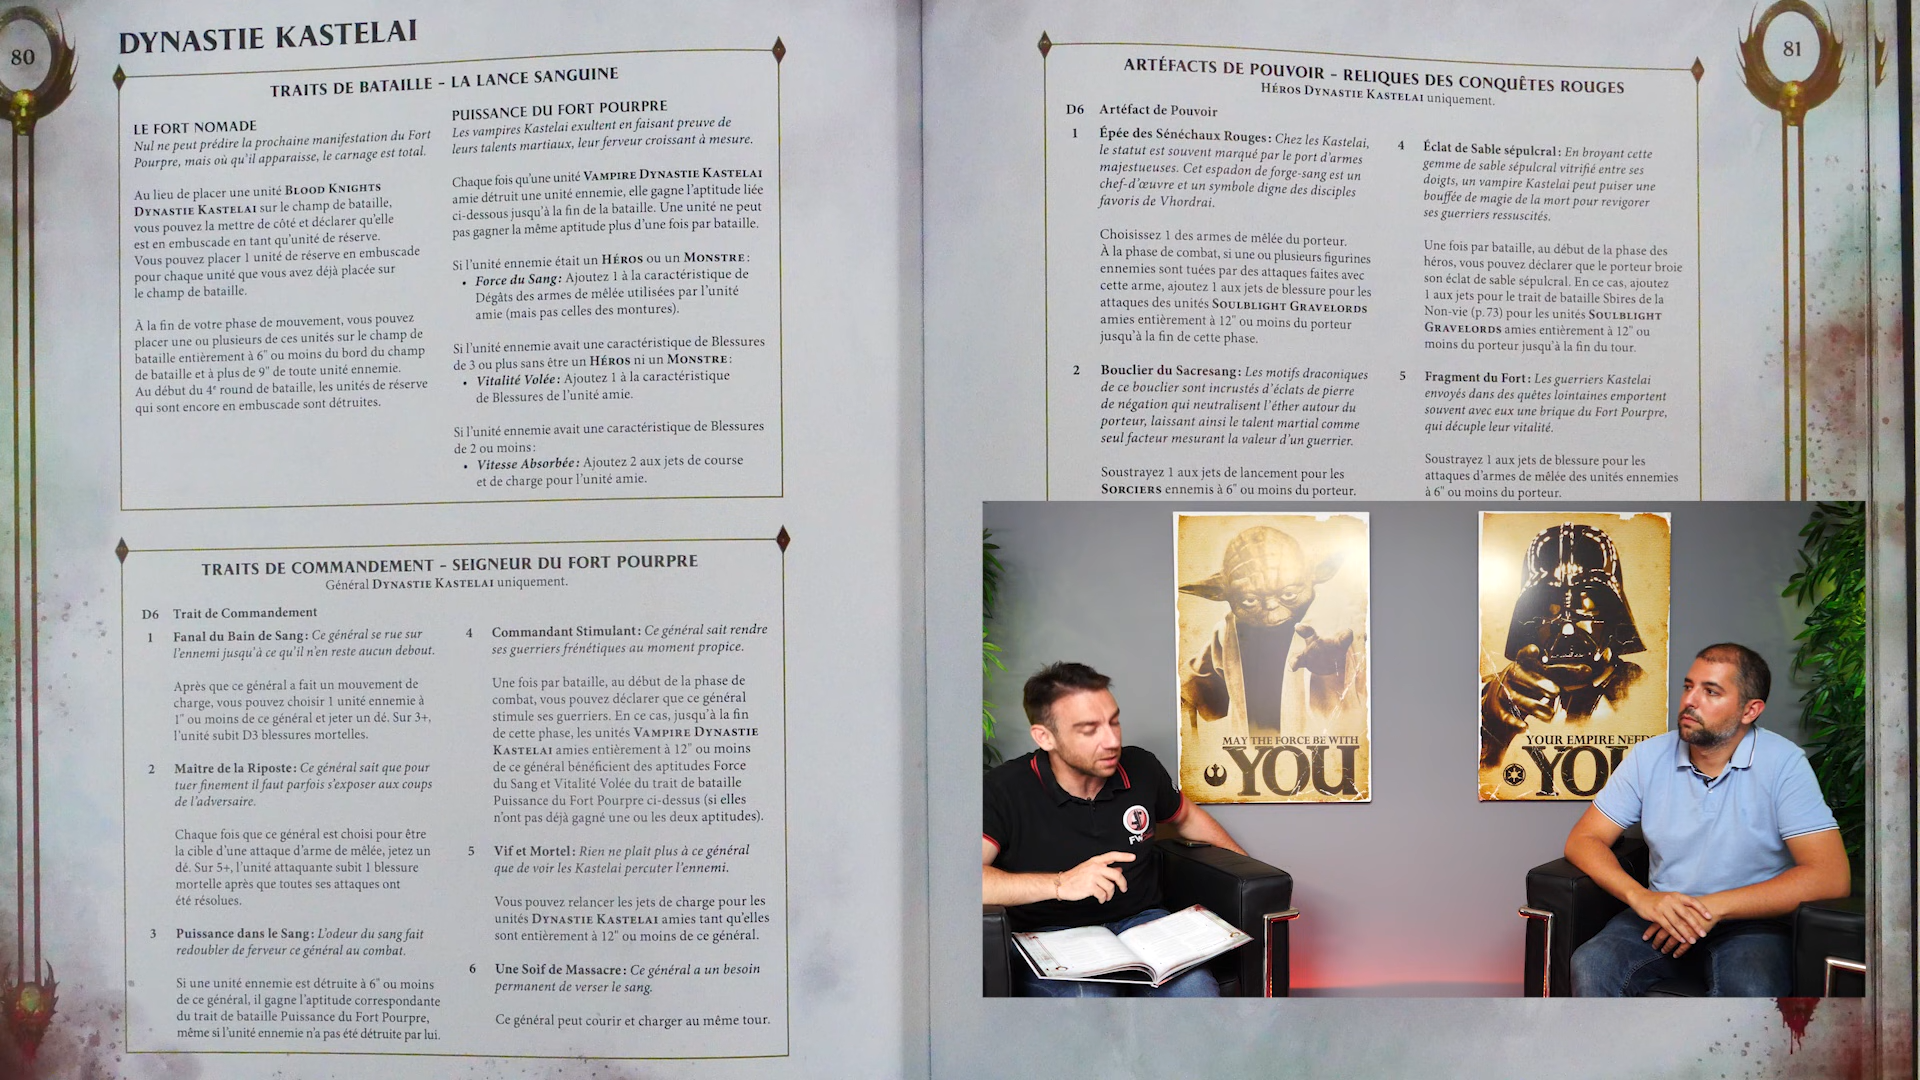 80
DYNASTIE KASTELAI
TRAITS DE BATAILLE – LA LANCE SANGUINE
LE FORT NOMADE
Nul ne peut prédire la prochaine manifestation du Fort
Pourpre, mais où qu'il apparaisse, le carnage est total.
Au lieu de placer une unité BLOOD KNIGHTS
DYNASTIE KASTELAI sur le champ de bataille,
vous pouvez la mettre de côté et déclarer qu'elle
est en embuscade en tant qu'unité de réserve.
Vous pouvez placer 1 unité de réserve en embuscade
pour chaque unité que vous avez déjà placée sur
le champ de bataille.
À la fin de votre phase de mouvement, vous pouvez
placer une ou plusieurs de ces unités sur le champ de
bataille entièrement à 6" ou moins du bord du champ
de bataille et à plus de 9" de toute unité ennemie.
Au début du 4e round de bataille, les unités de réserve
qui sont encore en embuscade sont détruites.
PUISSANCE DU FORT POURPRE
Les vampires Kastelai exultent en faisant preuve de
leurs talents martiaux, leur ferveur croissant à mesure.
Chaque fois qu'une unité VAMPIRE DYNASTIE KASTELAI
amie détruit une unité ennemie, elle gagne l'aptitude liée
ci-dessous jusqu'à la fin de la bataille. Une unité ne peut
pas gagner la même aptitude plus d'une fois par bataille.
Si l'unité ennemie était un HÉROS ou un MONSTRE :
• Force du Sang : Ajoutez 1 à la caractéristique de
Dégâts des armes de mêlée utilisées par l'unité
amie (mais pas celles des montures).
Si l'unité ennemie avait une caractéristique de Blessures
de 3 ou plus sans être un HÉROS ni un MONSTRE :
• Vitalité Volée : Ajoutez 1 à la caractéristique
de Blessures de l'unité amie.
Si l'unité ennemie avait une caractéristique de Blessures
de 2 ou moins :
• Vitesse Absorbée : Ajoutez 2 aux jets de course
et de charge pour l'unité amie.
TRAITS DE COMMANDEMENT – SEIGNEUR DU FORT POURPRE
Général DYNASTIE KASTELAI uniquement.
D6 Trait de Commandement
1 Fanal du Bain de Sang : Ce général se rue sur
l'ennemi jusqu'à ce qu'il n'en reste aucun debout.
Après que ce général a fait un mouvement de
charge, vous pouvez choisir 1 unité ennemie à
1" ou moins de ce général et jeter un dé. Sur 3+,
l'unité subit D3 blessures mortelles.
2 Maître de la Riposte : Ce général sait que pour
tuer finement il faut parfois s'exposer aux coups
de l'adversaire.
Chaque fois que ce général est choisi pour être
la cible d'une attaque d'arme de mêlée, jetez un
dé. Sur 5+, l'unité attaquante subit 1 blessure
mortelle après que toutes ses attaques ont
été résolues.
3 Puissance dans le Sang : L'odeur du sang fait
redoubler de ferveur ce général au combat.
Si une unité ennemie est détruite à 6" ou moins
de ce général, il gagne l'aptitude correspondante
du trait de bataille Puissance du Fort Pourpre,
même si l'unité ennemie n'a pas été détruite par lui.
4 Commandant Stimulant : Ce général sait rendre
ses guerriers frénétiques au moment propice.
Une fois par bataille, au début de la phase de
combat, vous pouvez déclarer que ce général
stimule ses guerriers. En ce cas, jusqu'à la fin
de cette phase, les unités VAMPIRE DYNASTIE
KASTELAI amies entièrement à 12" ou moins
de ce général bénéficient des aptitudes Force
du Sang et Vitalité Volée du trait de bataille
Puissance du Fort Pourpre ci-dessus (si elles
n'ont pas déjà gagné une ou les deux aptitudes).
5 Vif et Mortel : Rien ne plaît plus à ce général
que de voir les Kastelai percuter l'ennemi.
Vous pouvez relancer les jets de charge pour les
unités DYNASTIE KASTELAI amies tant qu'elles
sont entièrement à 12" ou moins de ce général.
6 Une Soif de Massacre : Ce général a un besoin
permanent de verser le sang.
Ce général peut courir et charger au même tour.
81
ARTÉFACTS DE POUVOIR – RELIQUES DES CONQUÊTES ROUGES
HÉROS DYNASTIE KASTELAI uniquement.
D6 Artéfact de Pouvoir
1 Épée des Sénéchaux Rouges : Chez les Kastelai,
le statut est souvent marqué par le port d'armes
majestueuses. Cet espadon de forge-sang est un
chef-d'œuvre et un symbole digne des disciples
favoris de Vhordrai.
Choisissez 1 des armes de mêlée du porteur.
À la phase de combat, si une ou plusieurs figurines
ennemies sont tuées par des attaques faites avec
cette arme, ajoutez 1 aux jets de blessure pour les
attaques des unités SOULBLIGHT GRAVELORDS
amies entièrement à 12" ou moins du porteur
jusqu'à la fin de cette phase.
2 Bouclier du Sacresang : Les motifs draconiques
de ce bouclier sont incrustés d'éclats de pierre
de négation qui neutralisent l'éther autour du
porteur, laissant ainsi le talent martial comme
seul facteur mesurant la valeur d'un guerrier.
Soustrayez 1 aux jets de lancement pour les
SORCIERS ennemis à 6" ou moins du porteur.
4 Éclat de Sable sépulcral : En broyant cette
gemme de sable sépulcral vitrifié entre ses
doigts, un vampire Kastelai peut puiser une
bouffée de magie de la mort pour revigorer
ses guerriers ressuscités.
Une fois par bataille, au début de la phase des
héros, vous pouvez déclarer que le porteur broie
son éclat de sable sépulcral. En ce cas, ajoutez
1 aux jets pour le trait de bataille Sbires de la
Non-vie (p.73) pour les unités SOULBLIGHT
GRAVELORDS amies entièrement à 12" ou
moins du porteur jusqu'à la fin du tour.
5 Fragment du Fort : Les guerriers Kastelai
envoyés dans des quêtes lointaines emportent
souvent avec eux une brique du Fort Pourpre,
qui décuple leur vitalité.
Soustrayez 1 aux jets de blessure pour les
attaques d'armes de mêlée des unités ennemies
à 6" ou moins du porteur.
MAY THE FORCE BE WITH
YOU
YOUR EMPIRE NEEDS
YOU
FW